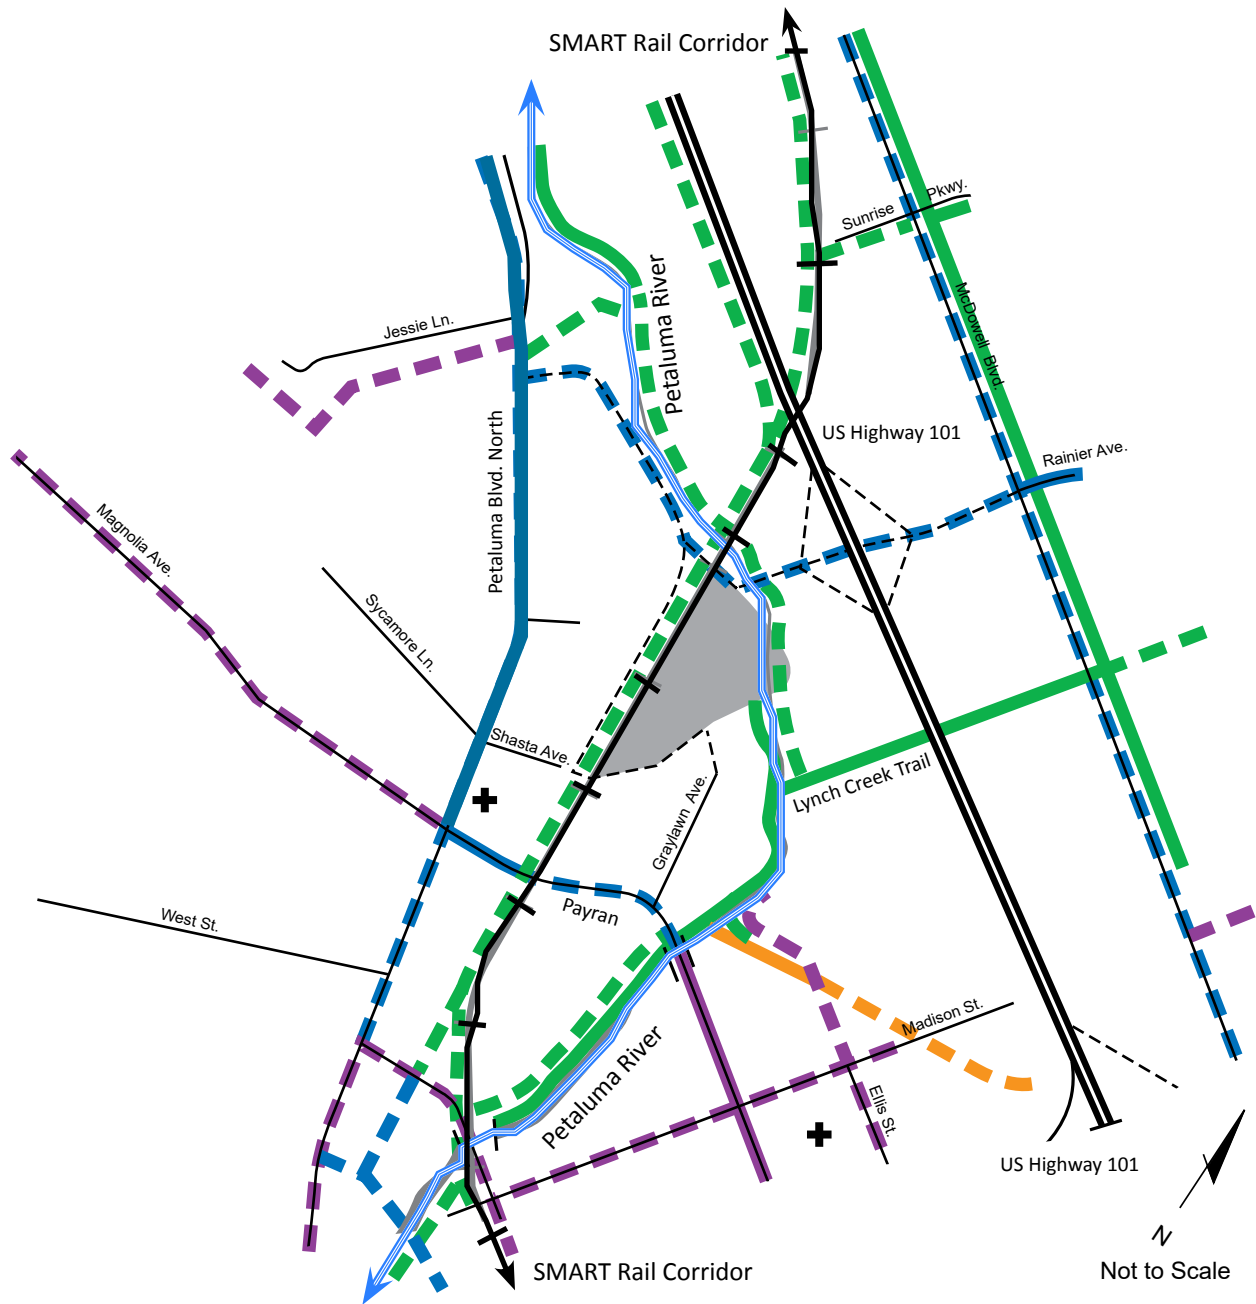 SMART Rail Corridor
Pkwy.
Sunrise
Petaluma River
Jessie Ln.
McDowell Blvd.
US Highway 101
Rainier Ave.
Petaluma Blvd. North
Magnolia Ave.
Sycamore Ln.
Shasta Ave.
Lynch Creek Trail
Graylawn Ave.
Payran
West St.
Madison St.
Petaluma River
Ellis St.
US Highway 101
N
Not to Scale
SMART Rail Corridor